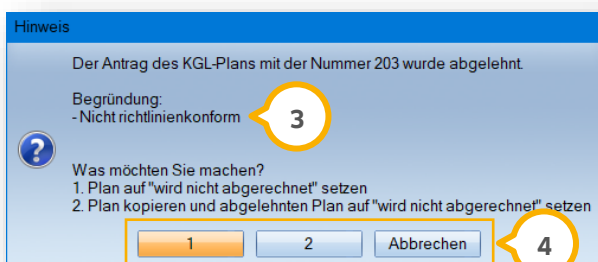 Hinweis
Der Antrag des KGL-Plans mit der Nummer 203 wurde abgelehnt.
Begründung:
- Nicht richtlinienkonform
3
Was möchten Sie machen?
1. Plan auf "wird nicht abgerechnet" setzen
2. Plan kopieren und abgelehnten Plan auf "wird nicht abgerechnet" setzen
1 2 Abbrechen 4